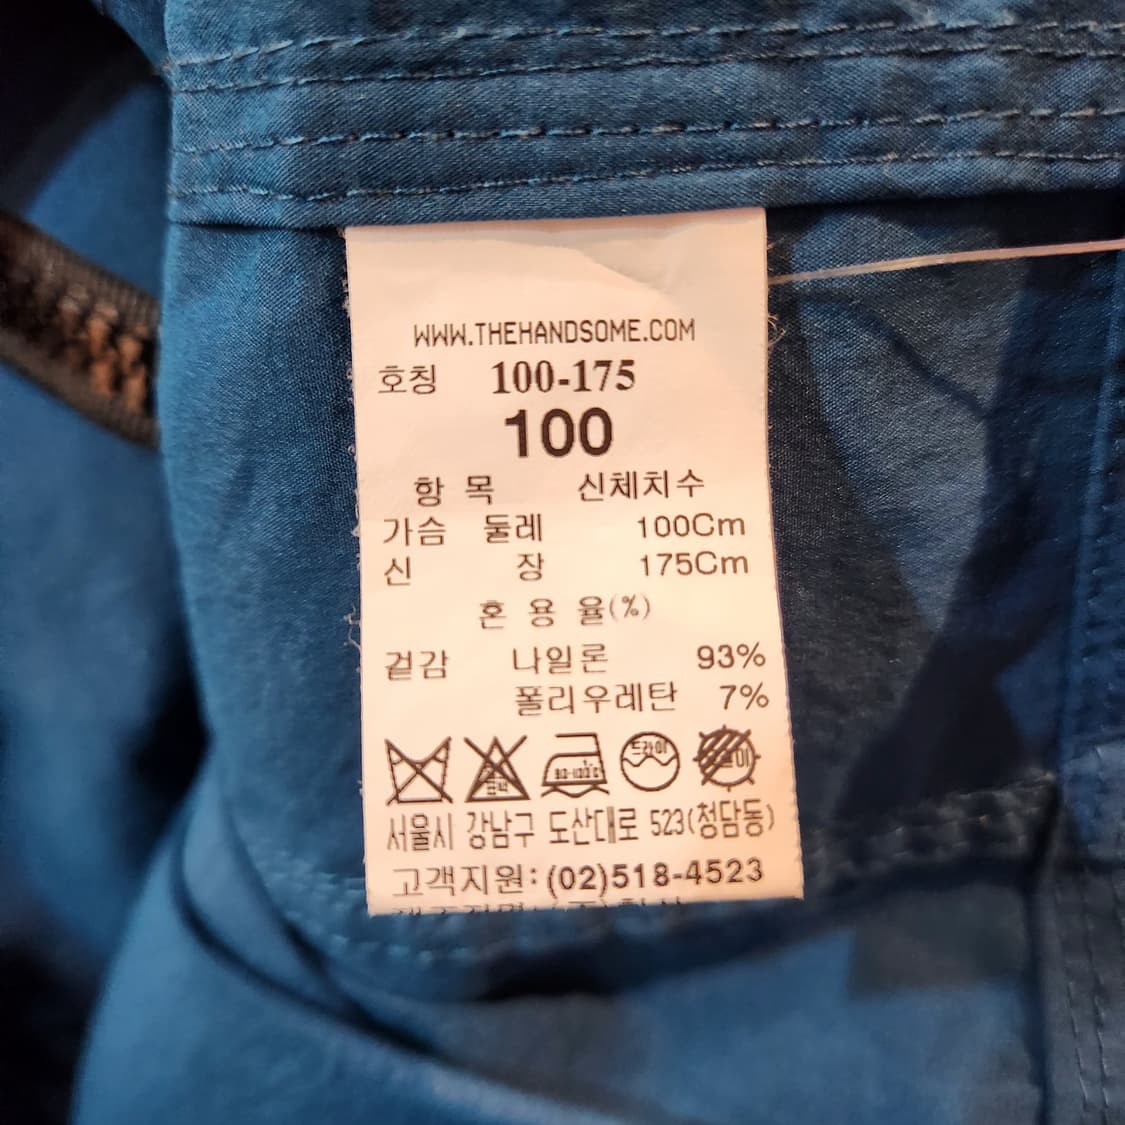 WWW.THEHANDSOME.COM
호칭 100-175
100
항 목 신체치수
가슴 둘레 100Cm
신 장 175Cm
혼 용 율(%)
겉감 나일론 93%
폴리우레탄 7%
드라이
서울시 강남구 도산대로 523(청담동)
고객지원:(02)518-4523